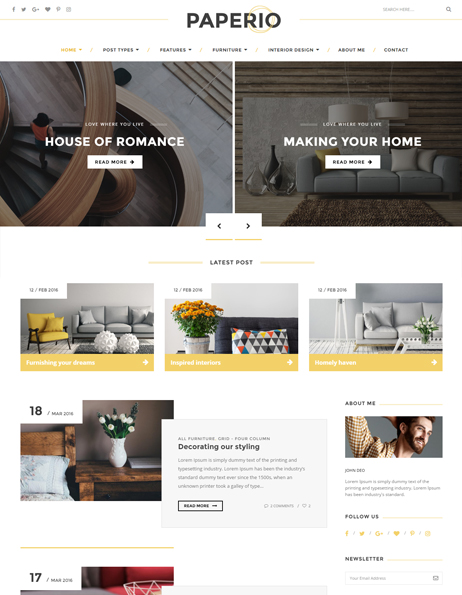 SEARCH HERE...
PAPERIO
HOME / POST TYPES / FEATURES / FURNITURE / INTERIOR DESIGN / ABOUT ME / CONTACT
LOVE WHERE YOU LIVE
HOUSE OF ROMANCE
READ MORE
LOVE WHERE YOU LIVE
MAKING YOUR HOME
READ MORE
LATEST POST
12 / FEB 2016
Furnishing your dreams
12 / FEB 2016
Inspired interiors
12 / FEB 2016
Homely haven
18 / MAR 2016
ALL FURNITURE, GRID - FOUR COLUMN
Decorating our styling
Lorem Ipsum is simply dummy text of the printing and
typesetting industry. Lorem Ipsum has been the industry's
standard dummy text ever since the 1500s, when an
unknown printer took a galley of type...
READ MORE
2 COMMENTS / 2
ABOUT ME
JOHN DEO
Lorem Ipsum is simply dummy text of the
printing and typesetting industry. Lorem Ipsum
has been industry's standard.
FOLLOW US
NEWSLETTER
Your Email Address
17 / MAR 2016